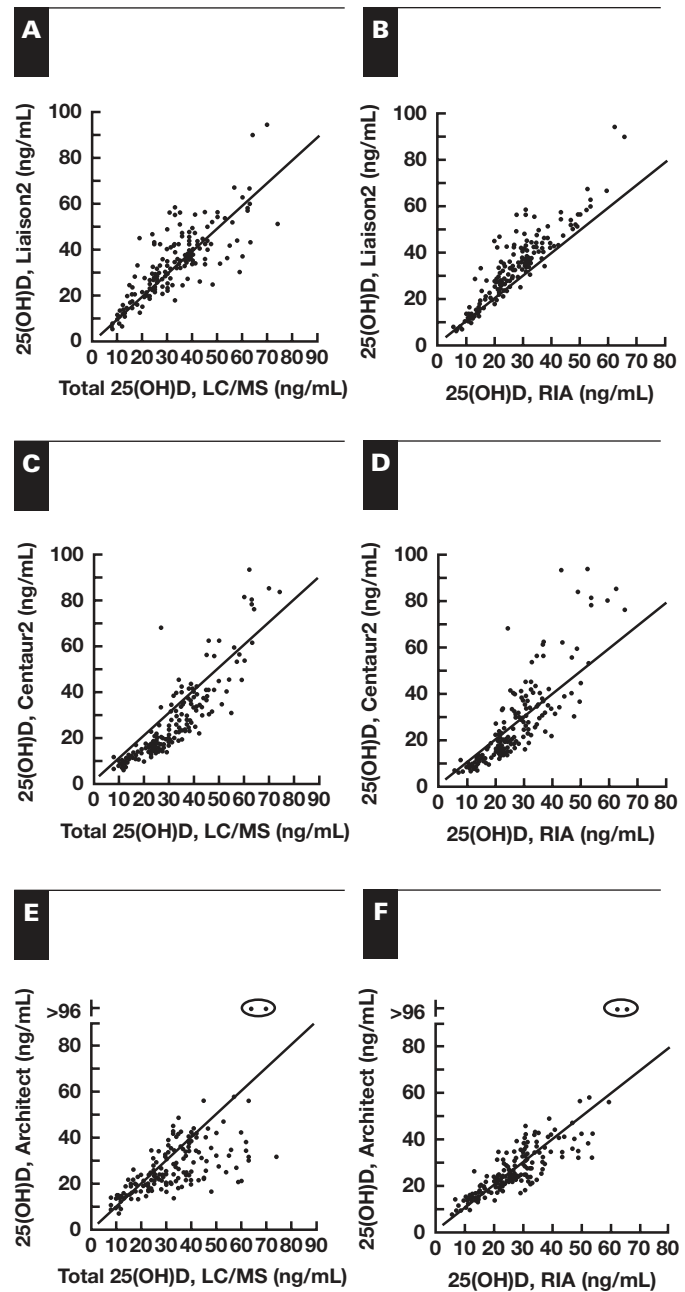 A
B
100
80
60
40
20
0
25(OH)D, Liaison2 (ng/mL)
0 10 20 30 40 50 60 70 80 90
Total 25(OH)D, LC/MS (ng/mL)
100
80
60
40
20
0
25(OH)D, Liaison2 (ng/mL)
0 10 20 30 40 50 60 70 80
25(OH)D, RIA (ng/mL)
C
D
100
80
60
40
20
0
25(OH)D, Centaur2 (ng/mL)
0 10 20 30 40 50 60 70 80 90
Total 25(OH)D, LC/MS (ng/mL)
100
80
60
40
20
0
25(OH)D, Centaur2 (ng/mL)
0 10 20 30 40 50 60 70 80
25(OH)D, RIA (ng/mL)
E
F
>96
80
60
40
20
0
25(OH)D, Architect (ng/mL)
0 10 20 30 40 50 60 70 80 90
Total 25(OH)D, LC/MS (ng/mL)
>96
80
60
40
20
0
25(OH)D, Architect (ng/mL)
0 10 20 30 40 50 60 70 80
25(OH)D, RIA (ng/mL)